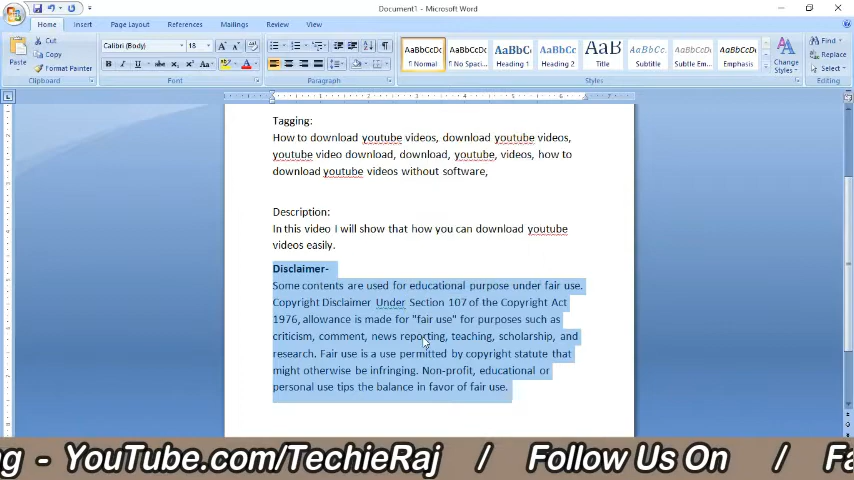 Document1 - Microsoft Word
Home Insert Page Layout References Mailings Review View
Cut
Copy
Format Painter
Paste
Clipboard
Calibri (Body) 18
Font
Paragraph
AaBbCcDc AaBbCcDc AaBbCc AaBbCc AaB AaBbCcL AaBbCcDc AaBbCcDc
¶ Normal ¶ No Spaci... Heading 1 Heading 2 Title Subtitle Subtle Em... Emphasis
Styles
Change Styles
Find
Replace
Select
Editing
Tagging:
How to download youtube videos, download youtube videos,
youtube video download, download, youtube, videos, how to
download youtube videos without software,
Description:
In this video I will show that how you can download youtube
videos easily.
Disclaimer-
Some contents are used for educational purpose under fair use.
Copyright Disclaimer Under Section 107 of the Copyright Act
1976, allowance is made for "fair use" for purposes such as
criticism, comment, news reporting, teaching, scholarship, and
research. Fair use is a use permitted by copyright statute that
might otherwise be infringing. Non-profit, educational or
personal use tips the balance in favor of fair use.
- YouTube.com/TechieRaj / Follow Us On / Fa